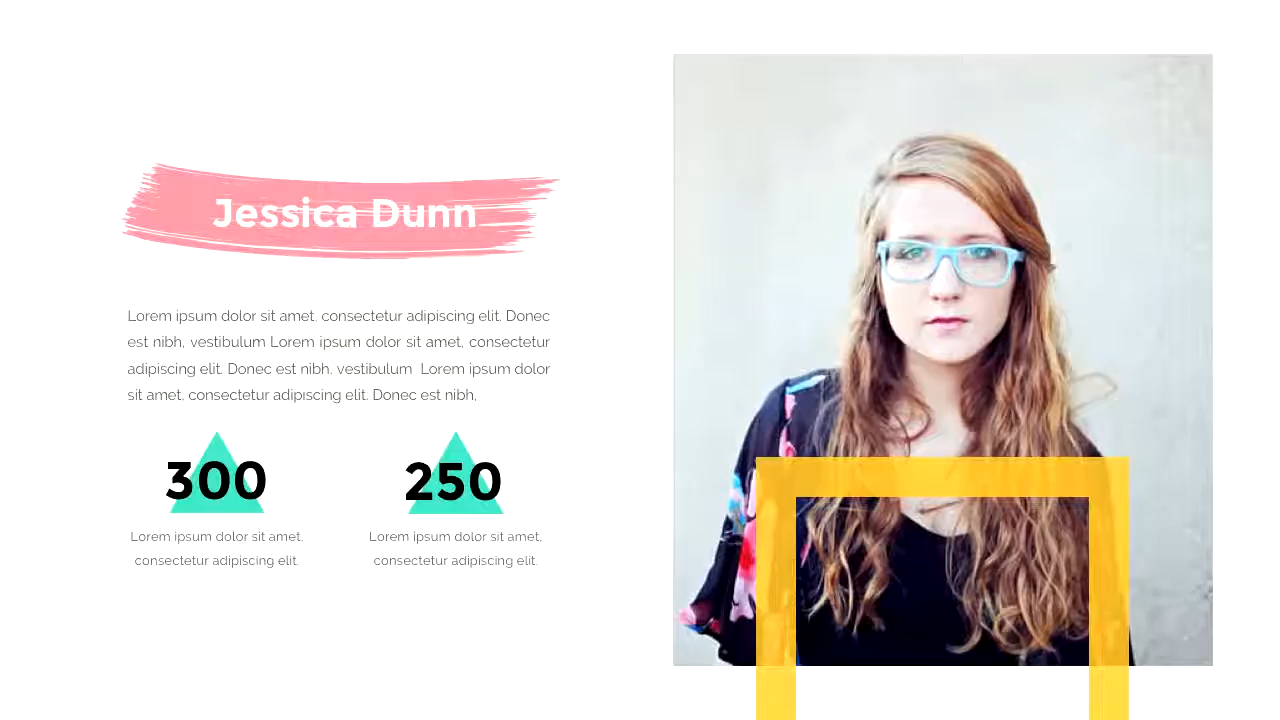 Jessica Dunn
Lorem ipsum dolor sit amet, consectetur adipiscing elit. Donec
est nibh, vestibulum Lorem ipsum dolor sit amet, consectetur
adipiscing elit. Donec est nibh, vestibulum  Lorem ipsum dolor
sit amet, consectetur adipiscing elit. Donec est nibh,
300
Lorem ipsum dolor sit amet,
consectetur adipiscing elit.
250
Lorem ipsum dolor sit amet,
consectetur adipiscing elit.